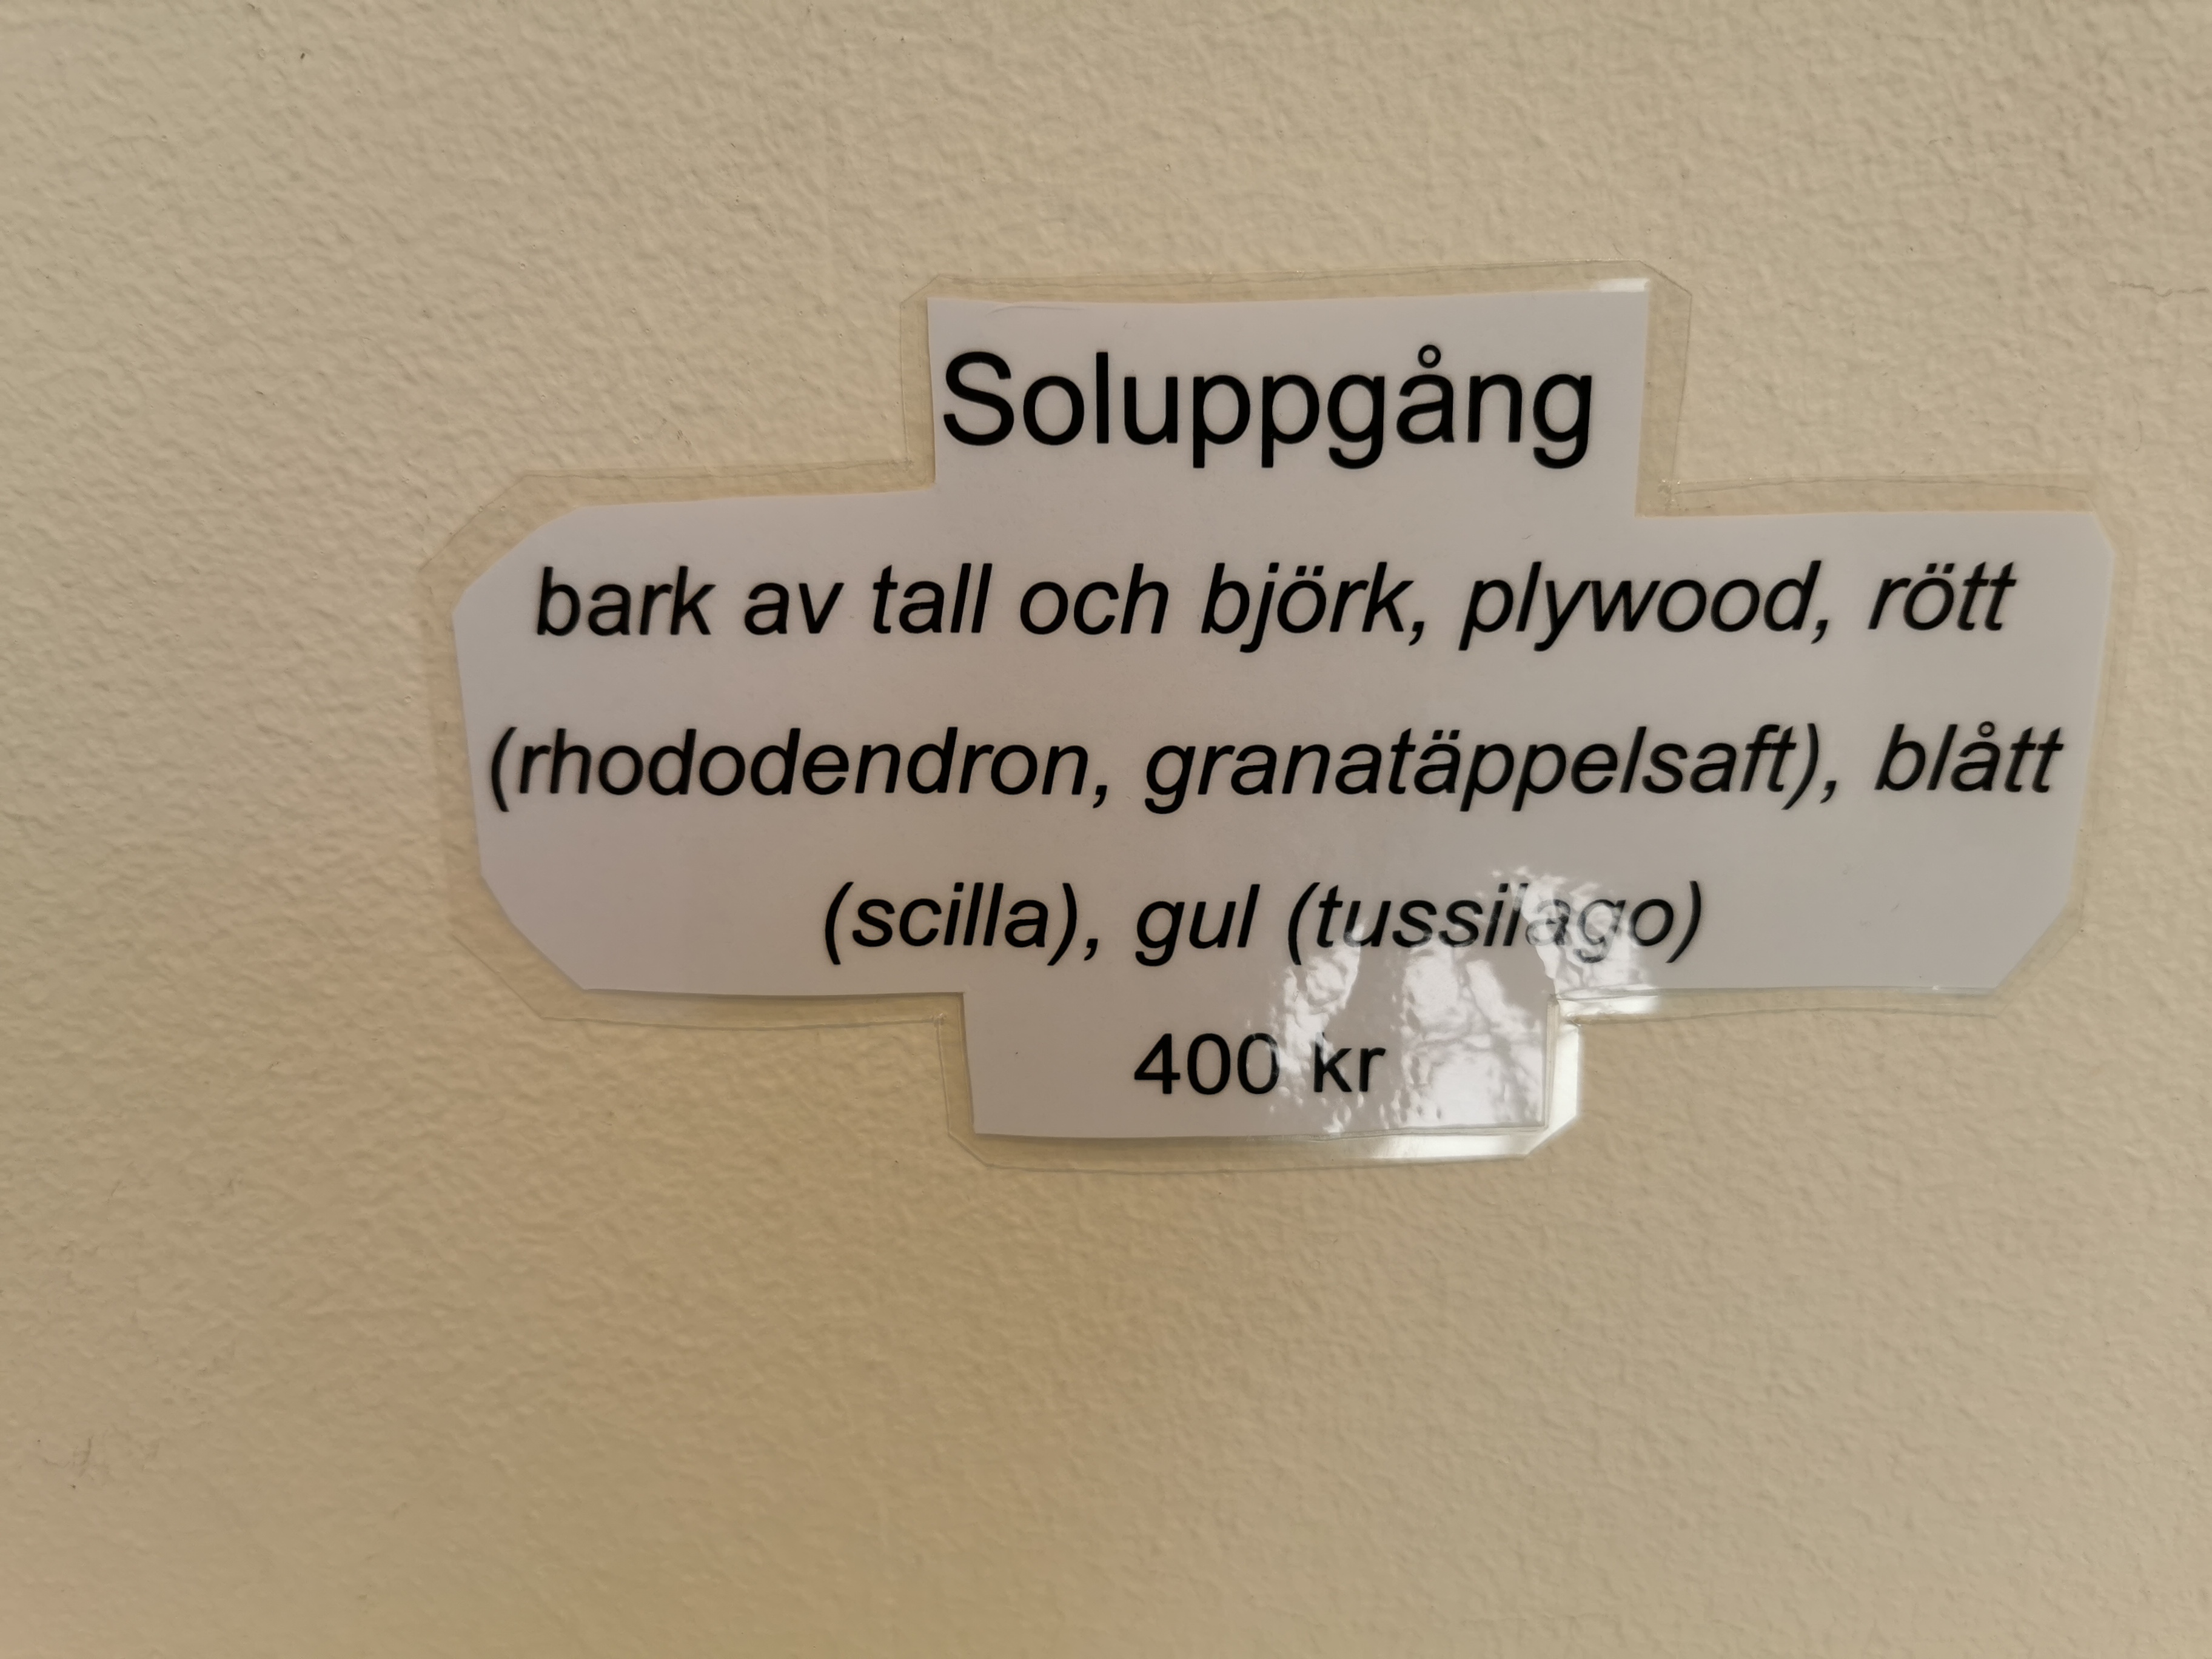 Soluppgång
bark av tall och björk, plywood, rött
(rhododendron, granatäppelsaft), blått
(scilla), gul (tussilago)
400 kr